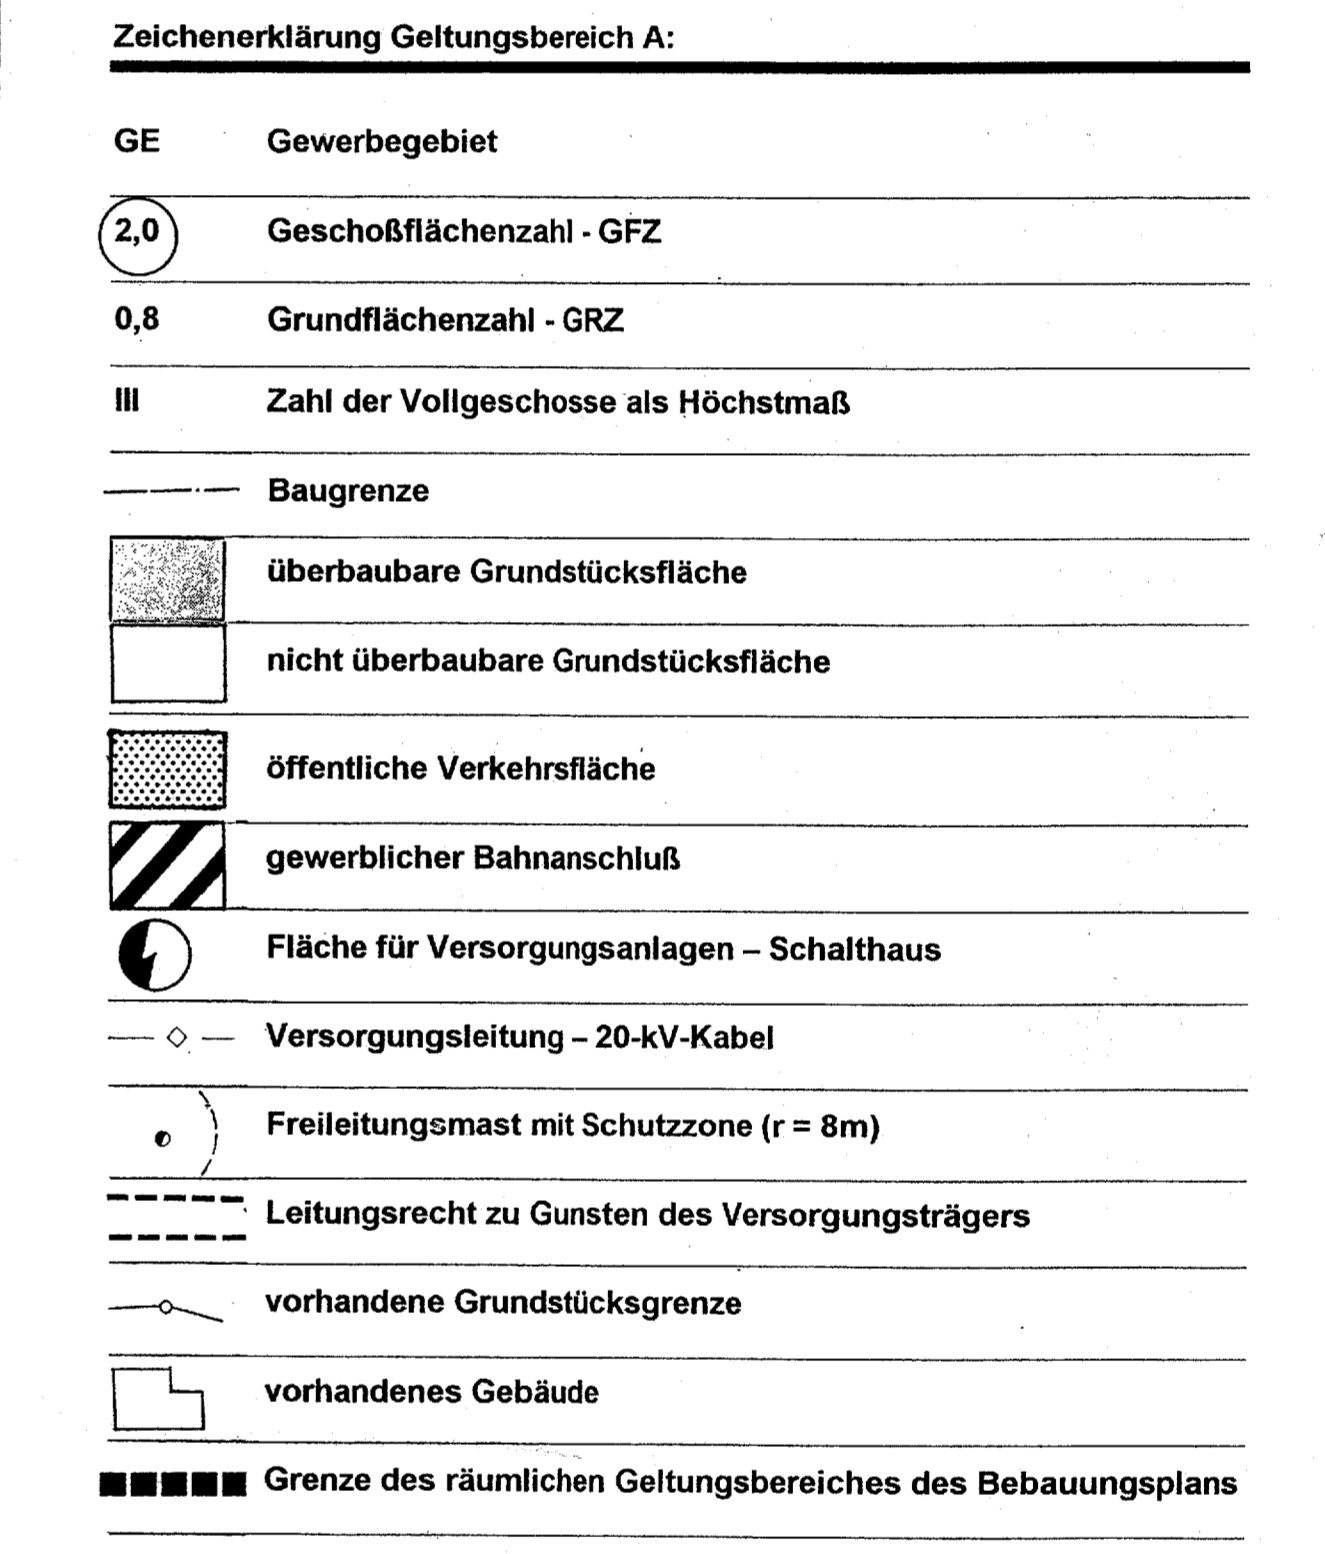 Zeichenerklärung Geltungsbereich A:
GE Gewerbegebiet
2,0 Geschoßflächenzahl - GFZ
0,8 Grundflächenzahl - GRZ
III Zahl der Vollgeschosse als Höchstmaß
Baugrenze
überbaubare Grundstücksfläche
nicht überbaubare Grundstücksfläche
öffentliche Verkehrsfläche
gewerblicher Bahnanschluß
Fläche für Versorgungsanlagen – Schalthaus
Versorgungsleitung – 20-kV-Kabel
Freileitungsmast mit Schutzzone (r = 8m)
Leitungsrecht zu Gunsten des Versorgungsträgers
vorhandene Grundstücksgrenze
vorhandenes Gebäude
Grenze des räumlichen Geltungsbereiches des Bebauungsplans